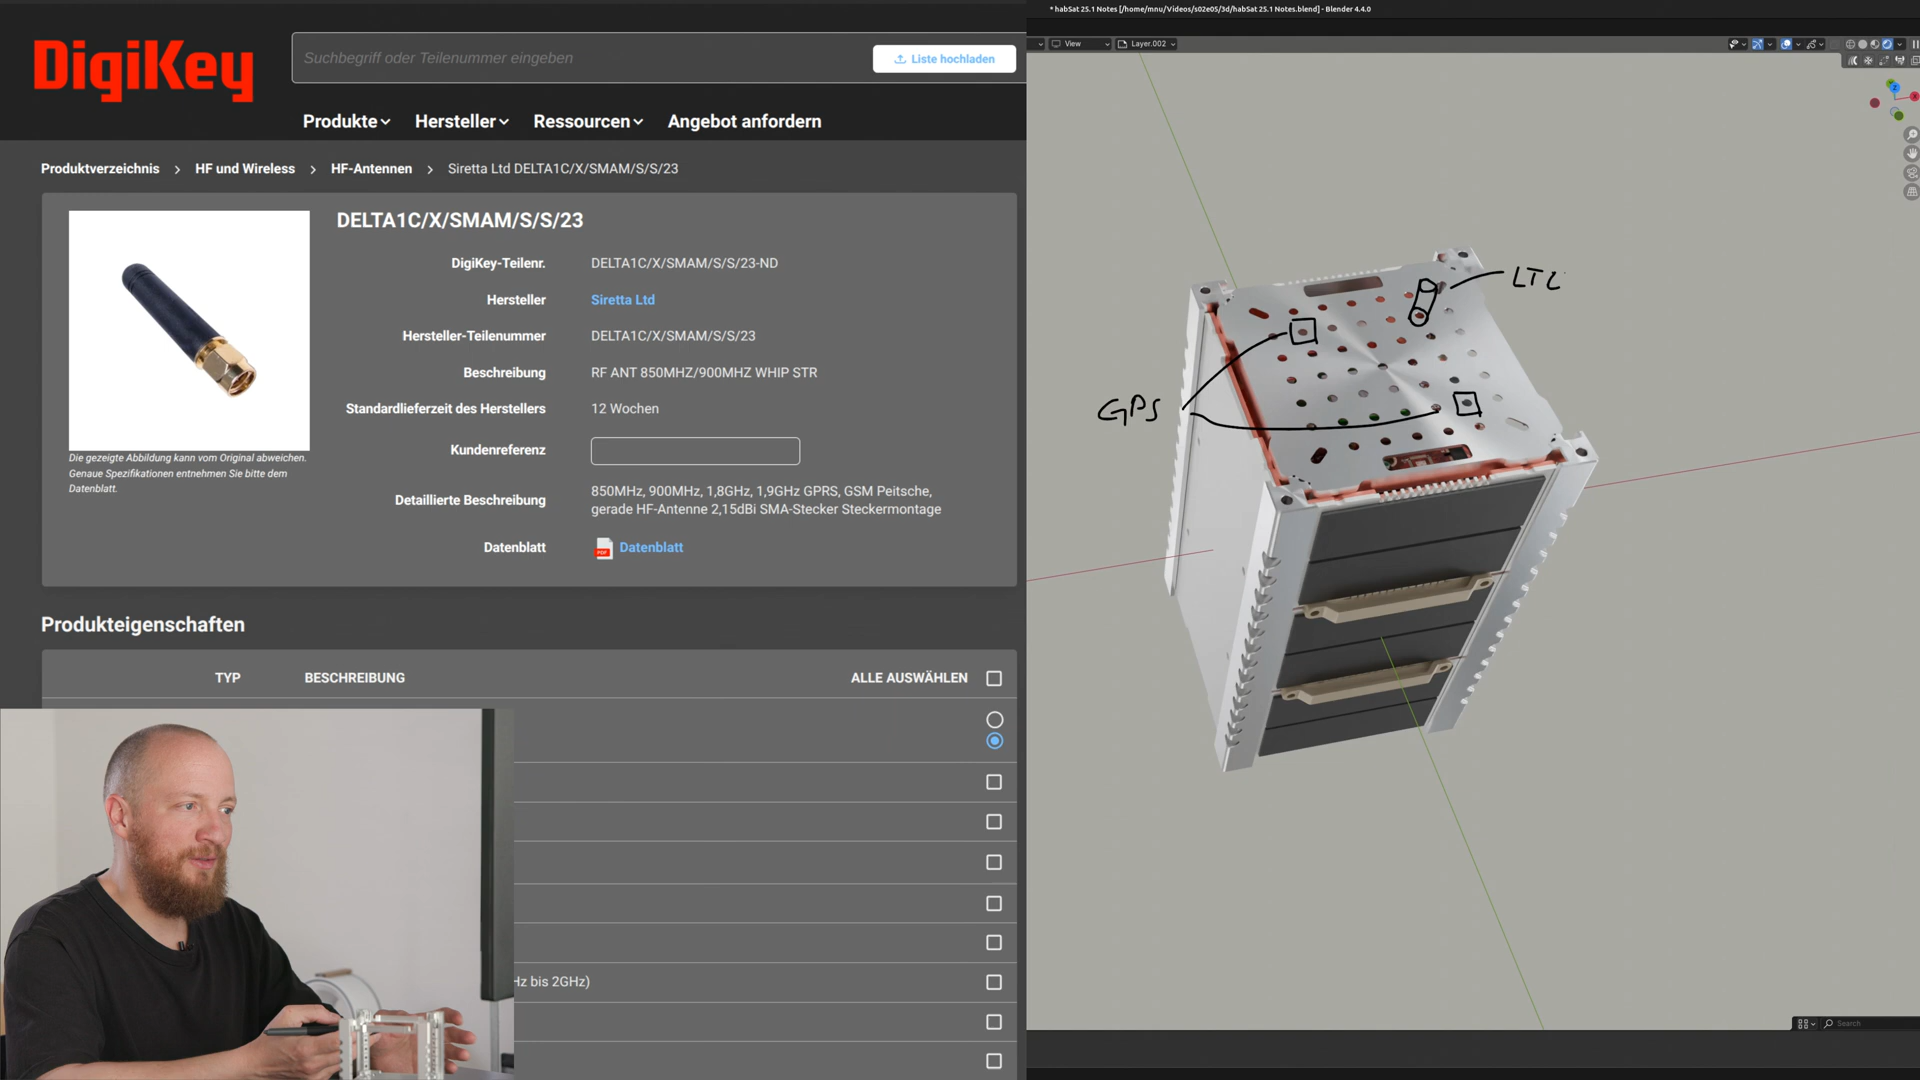 * habSat 25.1 Notes [/home/mnu/Videos/s02e05/3d/habSat 25.1 Notes.blend] - Blender 4.4.0
DigiKey
Suchbegriff oder Teilenummer eingeben
Liste hochladen
Produkte
Hersteller
Ressourcen
Angebot anfordern
Produktverzeichnis > HF und Wireless > HF-Antennen > Siretta Ltd DELTA1C/X/SMAM/S/S/23
DELTA1C/X/SMAM/S/S/23
DigiKey-Teilenr. DELTA1C/X/SMAM/S/S/23-ND
Hersteller Siretta Ltd
Hersteller-Teilenummer DELTA1C/X/SMAM/S/S/23
Beschreibung RF ANT 850MHZ/900MHZ WHIP STR
Standardlieferzeit des Herstellers 12 Wochen
Kundenreferenz
Detaillierte Beschreibung 850MHz, 900MHz, 1,8GHz, 1,9GHz GPRS, GSM Peitsche,
gerade HF-Antenne 2,15dBi SMA-Stecker Steckermontage
Datenblatt PDF Datenblatt
Die gezeigte Abbildung kann vom Original abweichen.
Genaue Spezifikationen entnehmen Sie bitte dem
Datenblatt.
Produkteigenschaften
TYP BESCHREIBUNG ALLE AUSWÄHLEN
Hz bis 2GHz)
View
Layer.002
LTE
GPS
Search